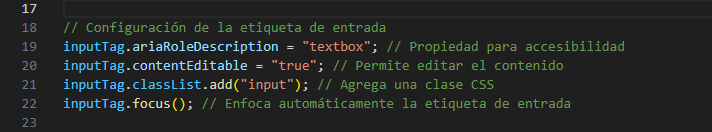 17
18 // Configuración de la etiqueta de entrada
19 inputTag.ariaRoleDescription = "textbox"; // Propiedad para accesibilidad
20 inputTag.contentEditable = "true"; // Permite editar el contenido
21 inputTag.classList.add("input"); // Agrega una clase CSS
22 inputTag.focus(); // Enfoca automáticamente la etiqueta de entrada
23